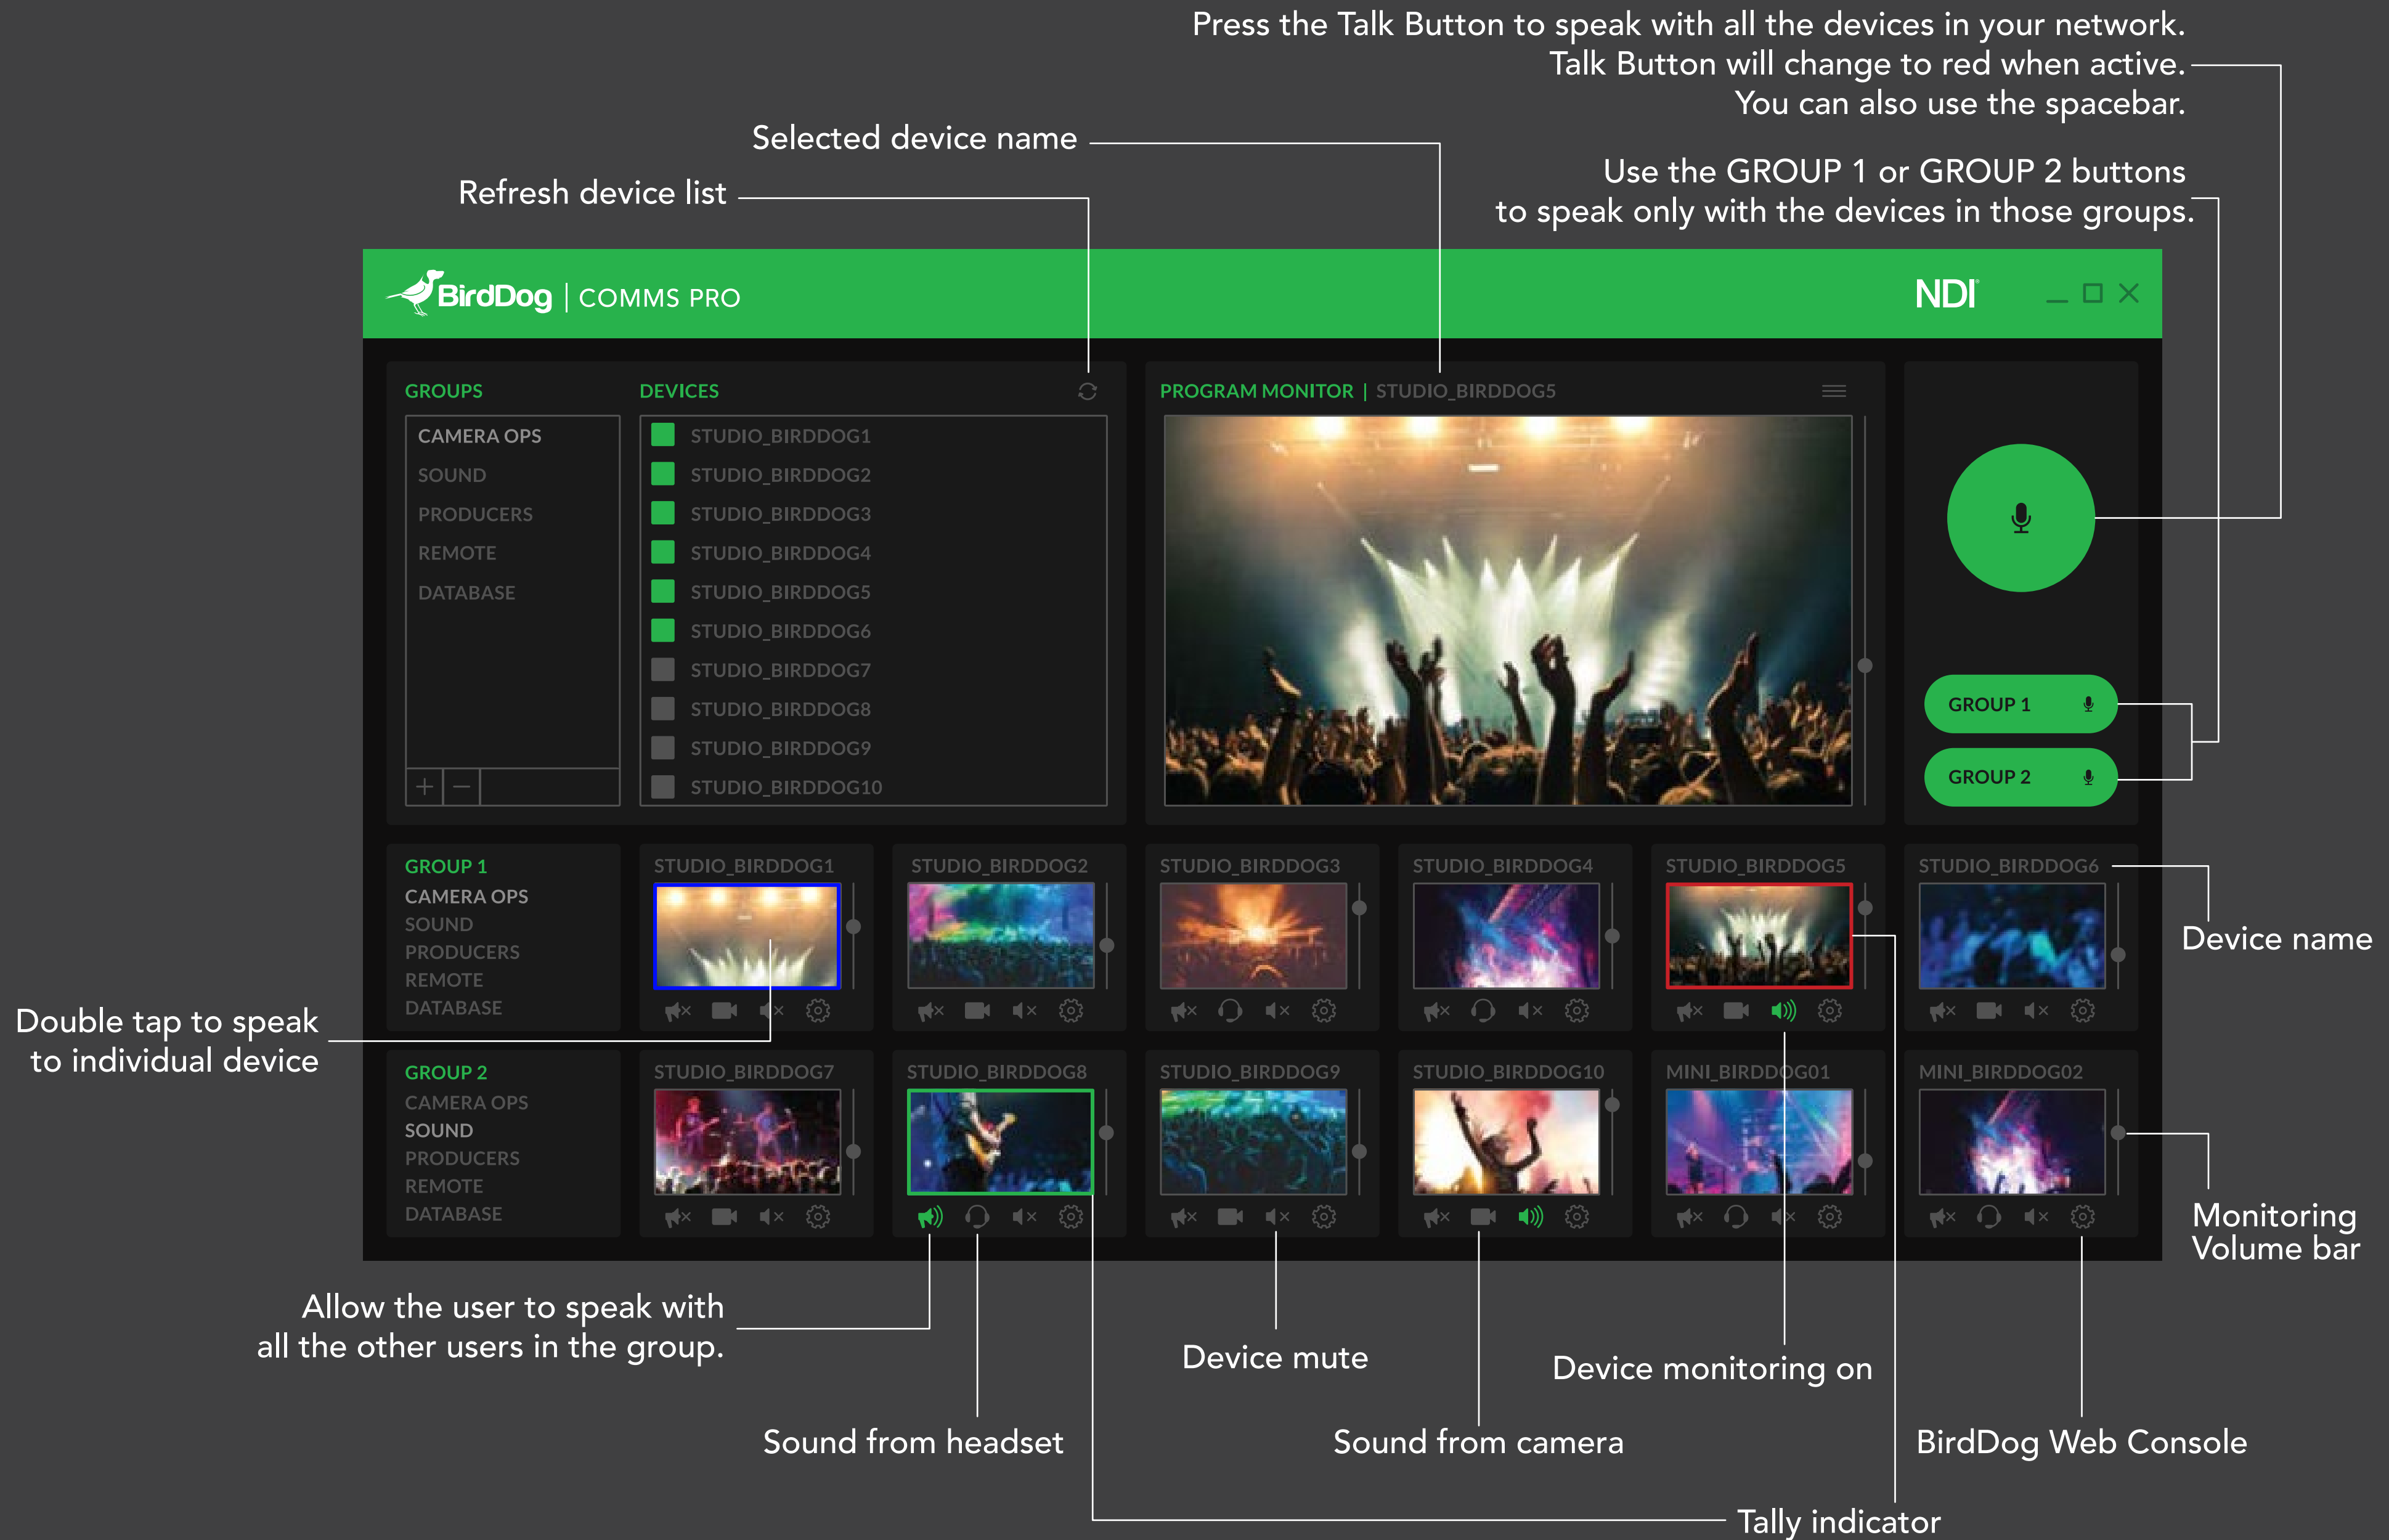 Press the Talk Button to speak with all the devices in your network.
Talk Button will change to red when active.
You can also use the spacebar.
Selected device name
Use the GROUP 1 or GROUP 2 buttons
to speak only with the devices in those groups.
Refresh device list
BirdDog | COMMS PRO
NDI
GROUPS
CAMERA OPS
SOUND
PRODUCERS
REMOTE
DATABASE
DEVICES
STUDIO_BIRDDOG1
STUDIO_BIRDDOG2
STUDIO_BIRDDOG3
STUDIO_BIRDDOG4
STUDIO_BIRDDOG5
STUDIO_BIRDDOG6
STUDIO_BIRDDOG7
STUDIO_BIRDDOG8
STUDIO_BIRDDOG9
STUDIO_BIRDDOG10
PROGRAM MONITOR | STUDIO_BIRDDOG5
GROUP 1
GROUP 2
GROUP 1
CAMERA OPS
SOUND
PRODUCERS
REMOTE
DATABASE
STUDIO_BIRDDOG1
STUDIO_BIRDDOG2
STUDIO_BIRDDOG3
STUDIO_BIRDDOG4
STUDIO_BIRDDOG5
STUDIO_BIRDDOG6
Device name
Double tap to speak
to individual device
GROUP 2
CAMERA OPS
SOUND
PRODUCERS
REMOTE
DATABASE
STUDIO_BIRDDOG7
STUDIO_BIRDDOG8
STUDIO_BIRDDOG9
STUDIO_BIRDDOG10
MINI_BIRDDOG01
MINI_BIRDDOG02
Monitoring
Volume bar
Allow the user to speak with
all the other users in the group.
Device mute
Device monitoring on
Sound from headset
Sound from camera
BirdDog Web Console
Tally indicator